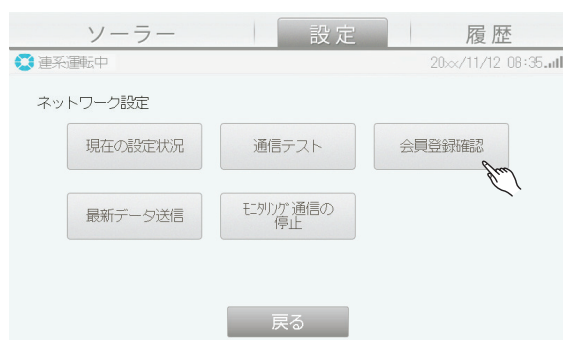 ソーラー 設定 履歴
連系運転中 20xx/11/12 08:35
ネットワーク設定
現在の設定状況 通信テスト 会員登録確認
最新データ送信 モニタリング通信の
停止
戻る